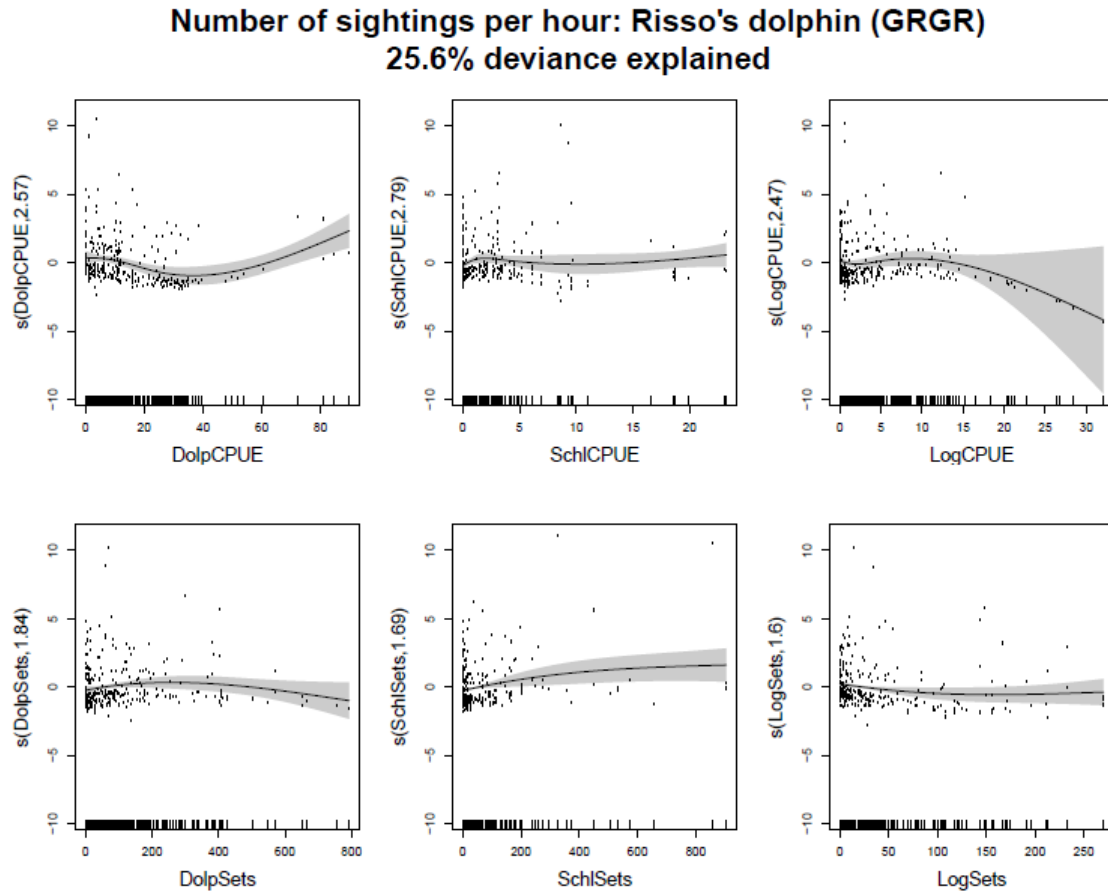 Number of sightings per hour: Risso's dolphin (GRGR)
25.6% deviance explained
s(DolpCPUE,2.57)
10
5
0
−5
−10
0 20 40 60 80
DolpCPUE
s(SchlCPUE,2.79)
10
5
0
−5
−10
0 5 10 15 20
SchlCPUE
s(LogCPUE,2.47)
10
5
0
−5
−10
0 5 10 15 20 25 30
LogCPUE
s(DolpSets,1.84)
10
5
0
−5
−10
0 200 400 600 800
DolpSets
s(SchlSets,1.69)
10
5
0
−5
−10
0 200 400 600 800
SchlSets
s(LogSets,1.6)
10
5
0
−5
−10
0 50 100 150 200 250
LogSets